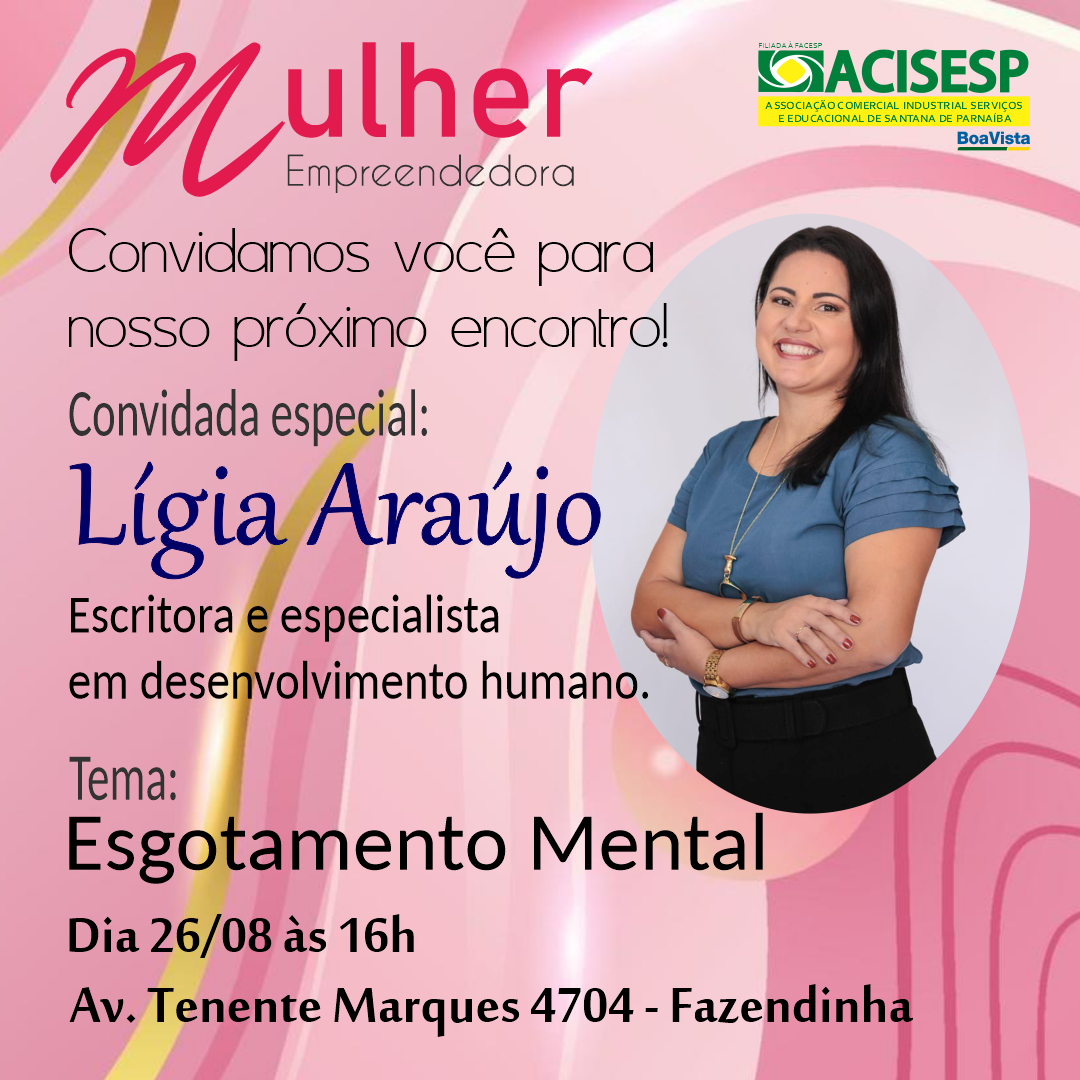 Mulher
Empreendedora
FILIADA À FACESP
ACISESP
ASSOCIAÇÃO COMERCIAL INDUSTRIAL SERVIÇOS
E EDUCACIONAL DE SANTANA DE PARNAÍBA
BoaVista
Convidamos você para
nosso próximo encontro!
Convidada especial:
Lígia Araújo
Escritora e especialista
em desenvolvimento humano.
Tema:
Esgotamento Mental
Dia 26/08 às 16h
Av. Tenente Marques 4704 - Fazendinha